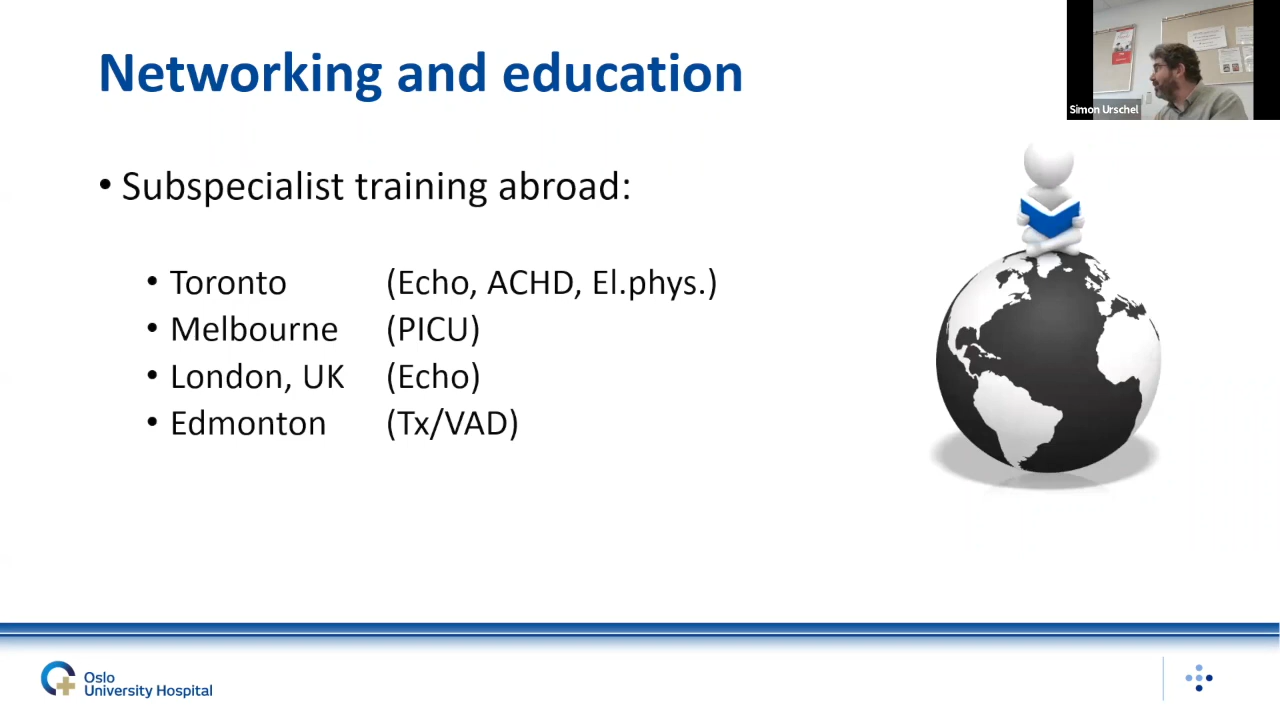 Networking and education
Simon Urschel
• Subspecialist training abroad:
• Toronto (Echo, ACHD, El.phys.)
• Melbourne (PICU)
• London, UK (Echo)
• Edmonton (Tx/VAD)
Oslo
University Hospital